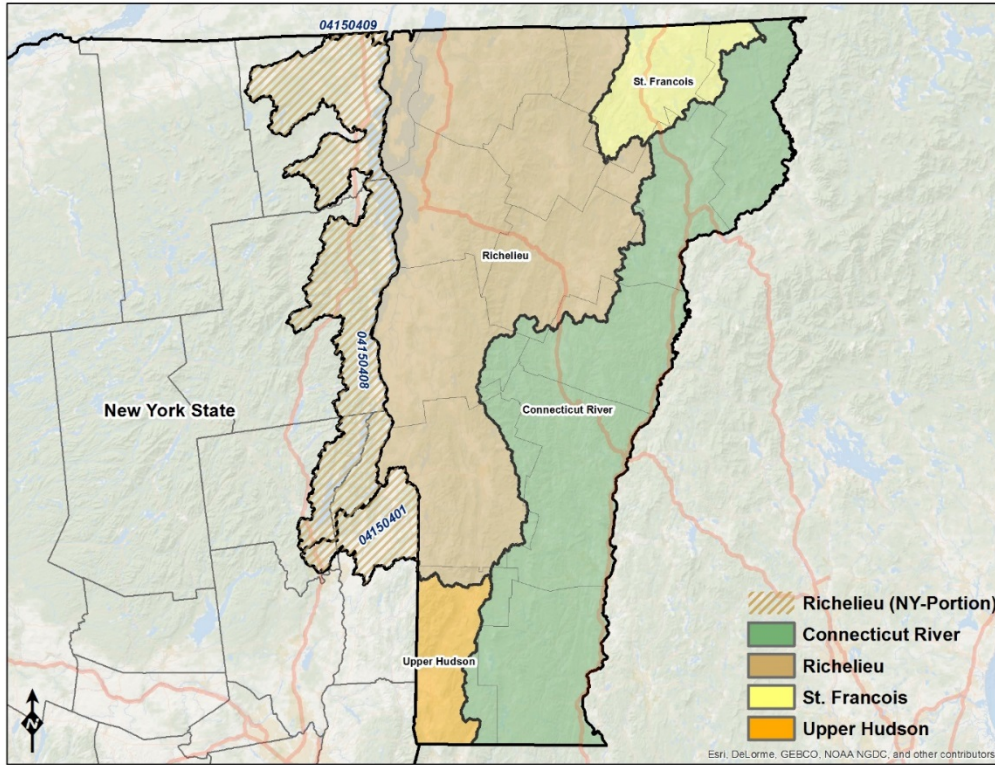 04150409
St. Francois
Richelieu
04150408
New York State
Connecticut River
04150401
Upper Hudson
Richelieu (NY-Portion)
Connecticut River
Richelieu
St. Francois
Upper Hudson
N
Esri, DeLorme, GEBCO, NOAA NGDC, and other contributors